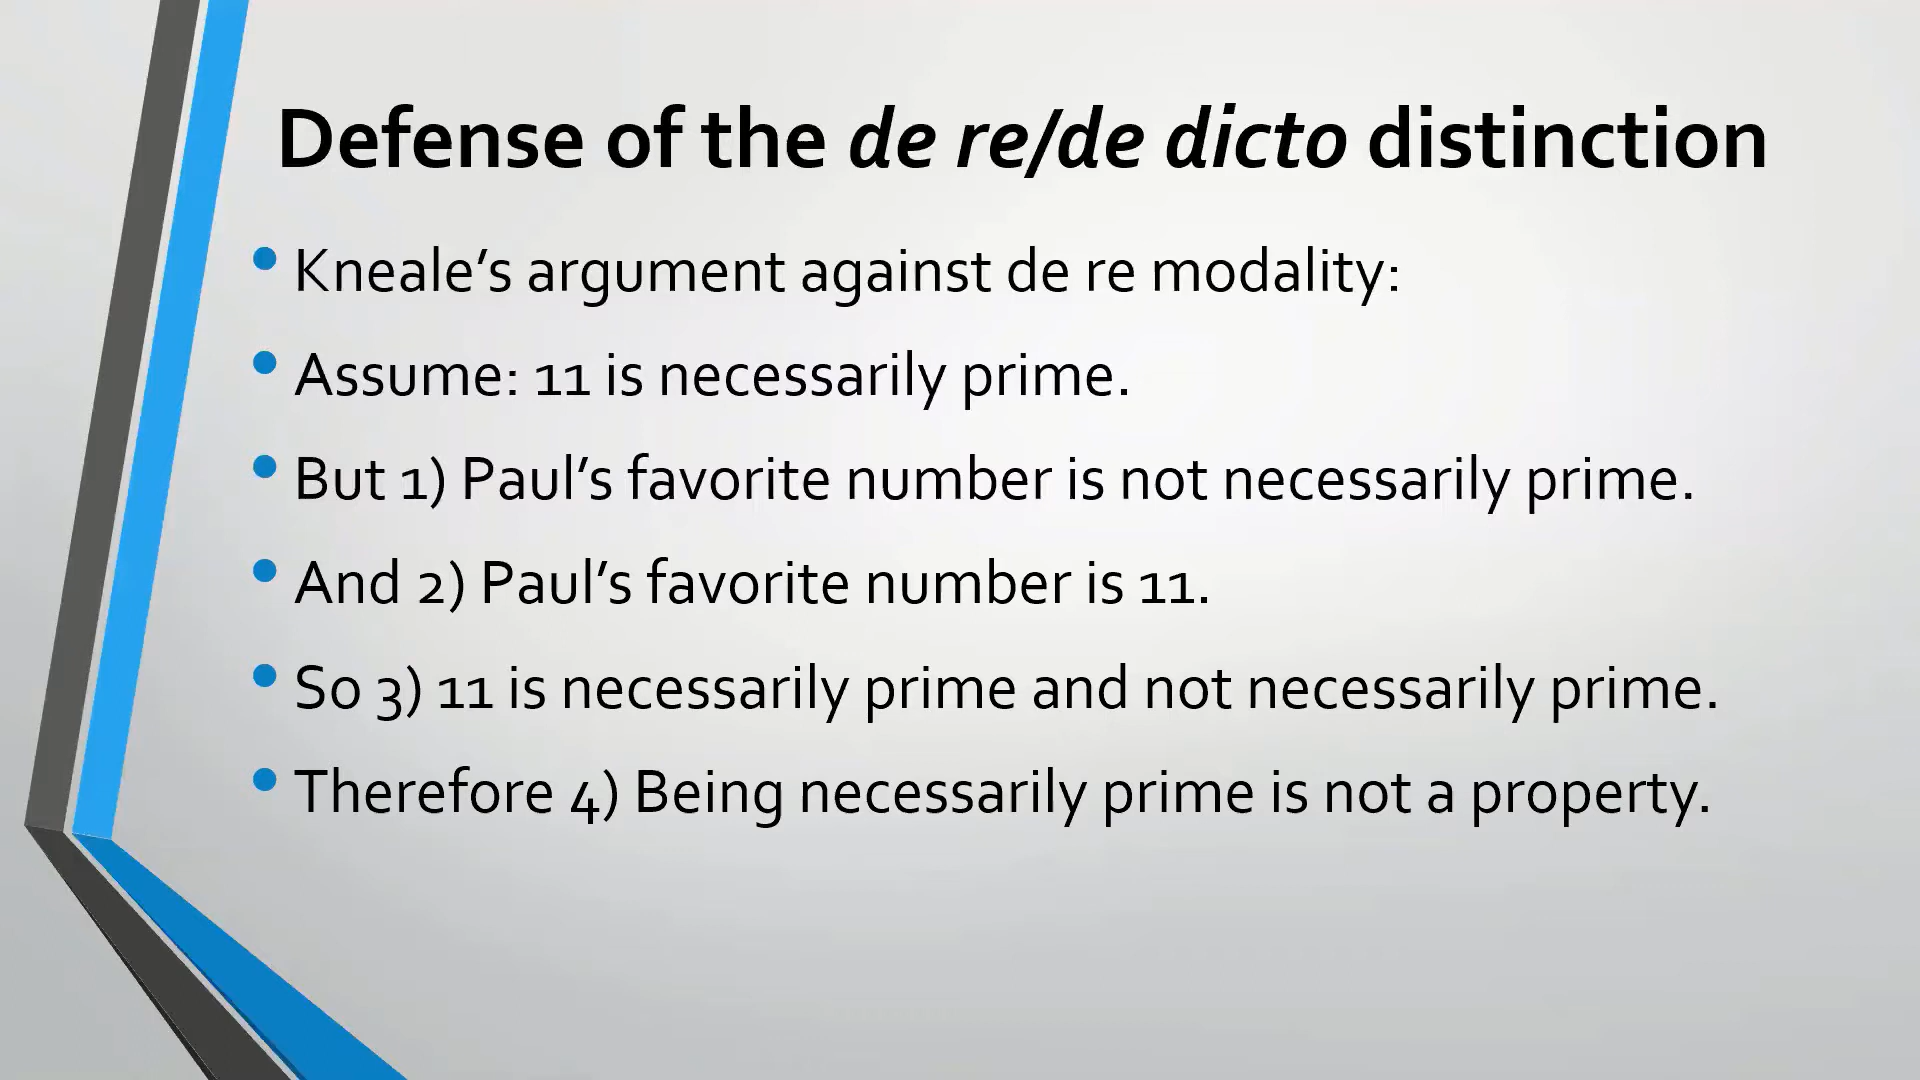 Defense of the de re/de dicto distinction
• Kneale’s argument against de re modality:
• Assume: 11 is necessarily prime.
• But 1) Paul’s favorite number is not necessarily prime.
• And 2) Paul’s favorite number is 11.
• So 3) 11 is necessarily prime and not necessarily prime.
• Therefore 4) Being necessarily prime is not a property.